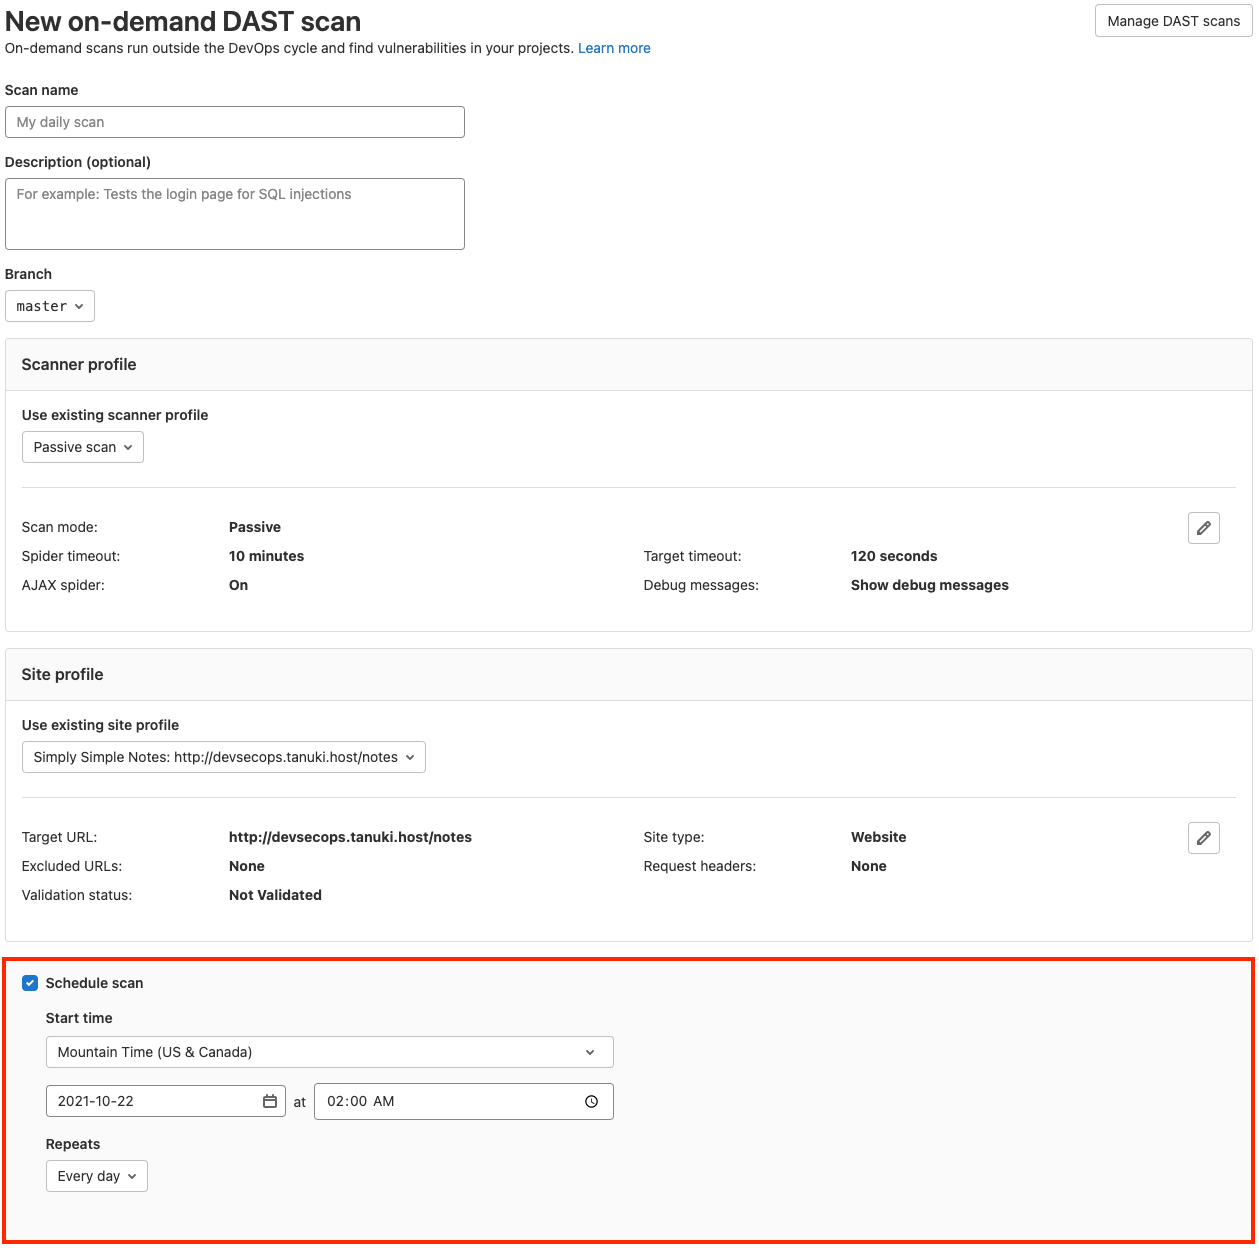 New on-demand DAST scan
Manage DAST scans
On-demand scans run outside the DevOps cycle and find vulnerabilities in your projects. Learn more
Scan name
My daily scan
Description (optional)
For example: Tests the login page for SQL injections
Branch
master
Scanner profile
Use existing scanner profile
Passive scan
Scan mode: Passive
Spider timeout: 10 minutes Target timeout: 120 seconds
AJAX spider: On Debug messages: Show debug messages
Site profile
Use existing site profile
Simply Simple Notes: http://devsecops.tanuki.host/notes
Target URL: http://devsecops.tanuki.host/notes Site type: Website
Excluded URLs: None Request headers: None
Validation status: Not Validated
Schedule scan
Start time
Mountain Time (US & Canada)
2021-10-22 at 02:00 AM
Repeats
Every day